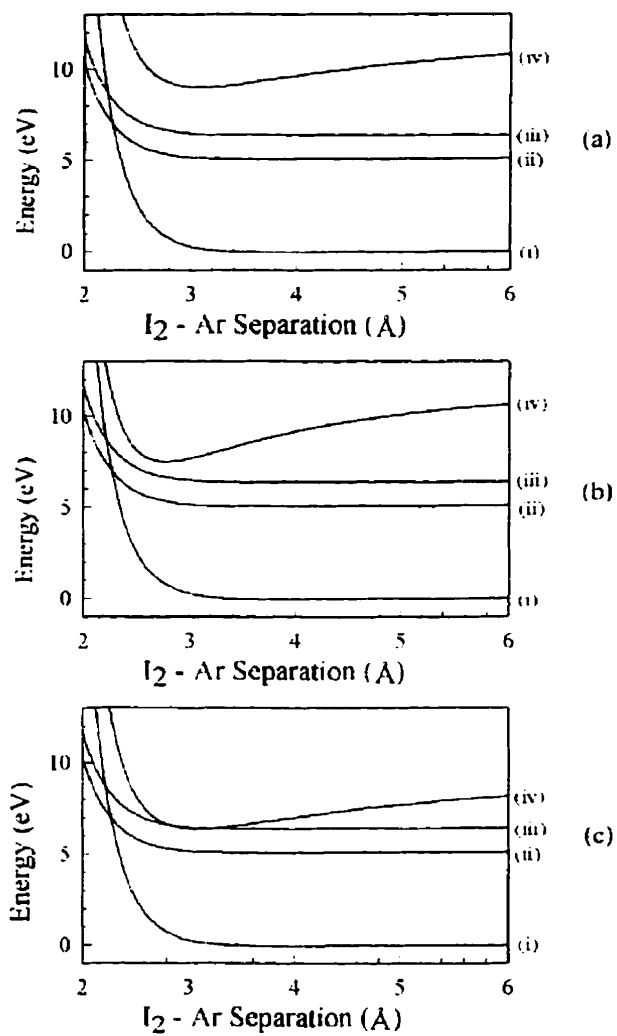 10
5
0
Energy (eV)
(iv)
(iii)
(ii)
(i)
(a)
2 3 4 5 6
I2 - Ar Separation (Å)
10
5
0
Energy (eV)
(iv)
(iii)
(ii)
(i)
(b)
2 3 4 5 6
I2 - Ar Separation (Å)
10
5
0
Energy (eV)
(iv)
(iii)
(ii)
(i)
(c)
2 3 4 5 6
I2 - Ar Separation (Å)